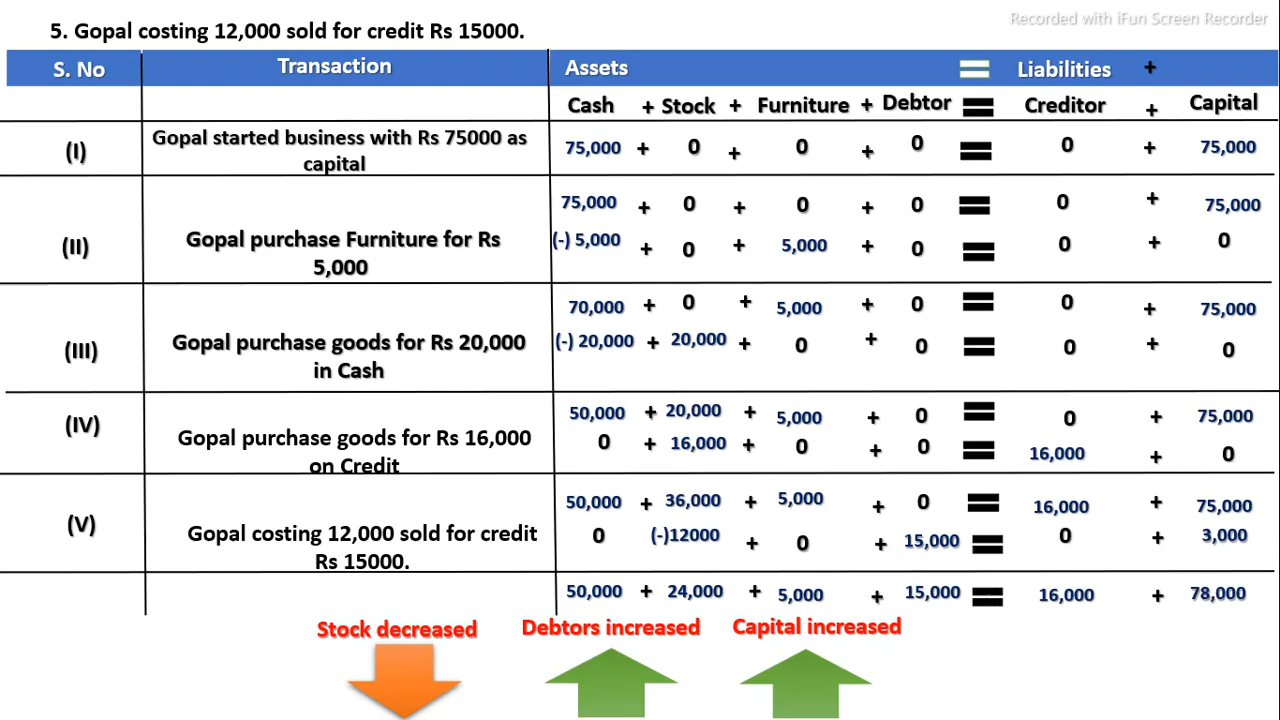 Recorded with iFun Screen Recorder
5. Gopal costing 12,000 sold for credit Rs 15000.
S. No Transaction Assets = Liabilities +
Cash + Stock + Furniture + Debtor = Creditor + Capital
(I) Gopal started business with Rs 75000 as
capital
75,000 + 0 + 0 + 0 = 0 + 75,000
75,000 + 0 + 0 + 0 = 0 + 75,000
(II) Gopal purchase Furniture for Rs
5,000
(-) 5,000 + 0 + 5,000 + 0 = 0 + 0
70,000 + 0 + 5,000 + 0 = 0 + 75,000
(III) Gopal purchase goods for Rs 20,000
in Cash
(-) 20,000 + 20,000 + 0 + 0 = 0 + 0
50,000 + 20,000 + 5,000 + 0 = 0 + 75,000
(IV) Gopal purchase goods for Rs 16,000
on Credit
0 + 16,000 + 0 + 0 = 16,000 + 0
50,000 + 36,000 + 5,000 + 0 = 16,000 + 75,000
(V) Gopal costing 12,000 sold for credit
Rs 15000.
0 (-)12000 + 0 + 15,000 = 0 + 3,000
50,000 + 24,000 + 5,000 + 15,000 = 16,000 + 78,000
Stock decreased Debtors increased Capital increased